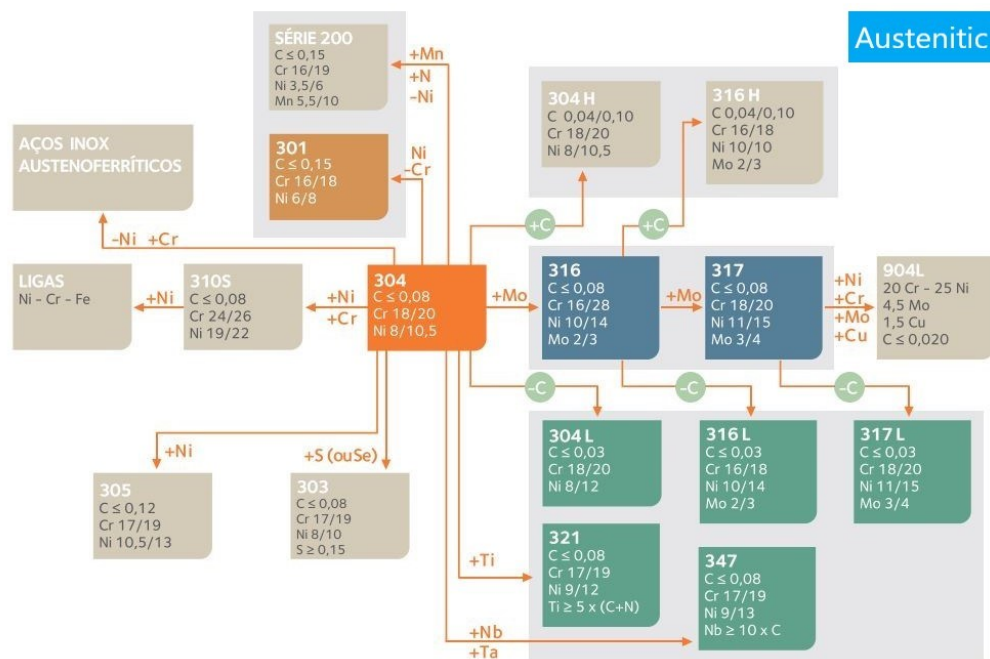 Austenitic
SÉRIE 200
C ≤ 0,15
Cr 16/19
Ni 3,5/6
Mn 5,5/10
+Mn
+N
-Ni
304 H
C 0,04/0,10
Cr 18/20
Ni 8/10,5
316 H
C 0,04/0,10
Cr 16/18
Ni 10/10
Mo 2/3
AÇOS INOX
AUSTENOFERRÍTICOS
301
C ≤ 0,15
Cr 16/18
Ni 6/8
Ni
-Cr
+C
+C
-Ni +Cr
LIGAS
Ni - Cr - Fe
+Ni
310S
C ≤ 0,08
Cr 24/26
Ni 19/22
+Ni
+Cr
304
C ≤ 0,08
Cr 18/20
Ni 8/10,5
+Mo
316
C ≤ 0,08
Cr 16/28
Ni 10/14
Mo 2/3
+Mo
317
C ≤ 0,08
Cr 18/20
Ni 11/15
Mo 3/4
+Ni
+Cr
+Mo
+Cu
904L
20 Cr - 25 Ni
4,5 Mo
1,5 Cu
C ≤ 0,020
-C
-C
-C
304 L
C ≤ 0,03
Cr 18/20
Ni 8/12
316 L
C ≤ 0,03
Cr 16/18
Ni 10/14
Mo 2/3
317 L
C ≤ 0,03
Cr 18/20
Ni 11/15
Mo 3/4
+Ni
+S (ouSe)
305
C ≤ 0,12
Cr 17/19
Ni 10,5/13
303
C ≤ 0,08
Cr 17/19
Ni 8/10
S ≥ 0,15
+Ti
321
C ≤ 0,08
Cr 17/19
Ni 9/12
Ti ≥ 5 x (C+N)
347
C ≤ 0,08
Cr 17/19
Ni 9/13
Nb ≥ 10 x C
+Nb
+Ta